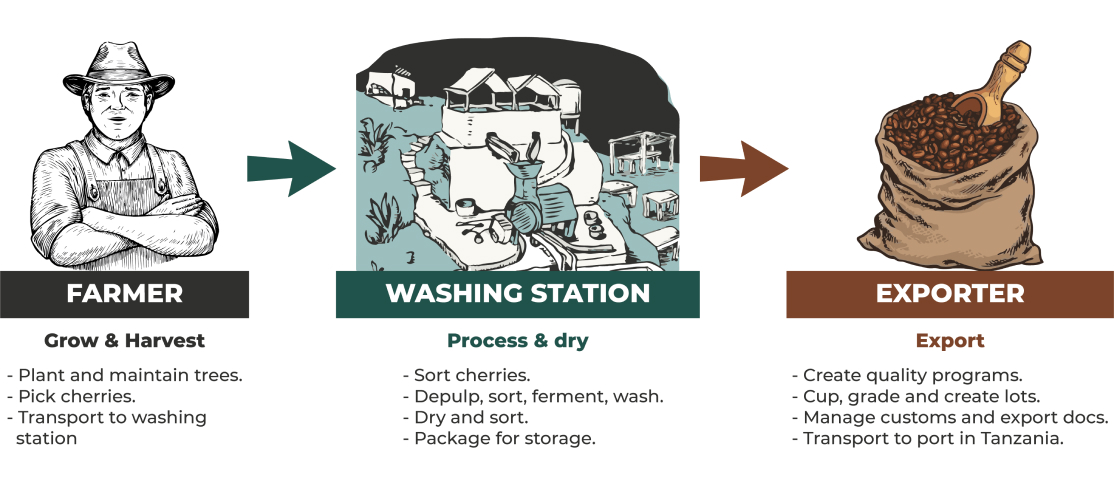 FARMER
Grow & Harvest
- Plant and maintain trees.
- Pick cherries.
- Transport to washing
station
WASHING STATION
Process & dry
- Sort cherries.
- Depulp, sort, ferment, wash.
- Dry and sort.
- Package for storage.
EXPORTER
Export
- Create quality programs.
- Cup, grade and create lots.
- Manage customs and export docs.
- Transport to port in Tanzania.